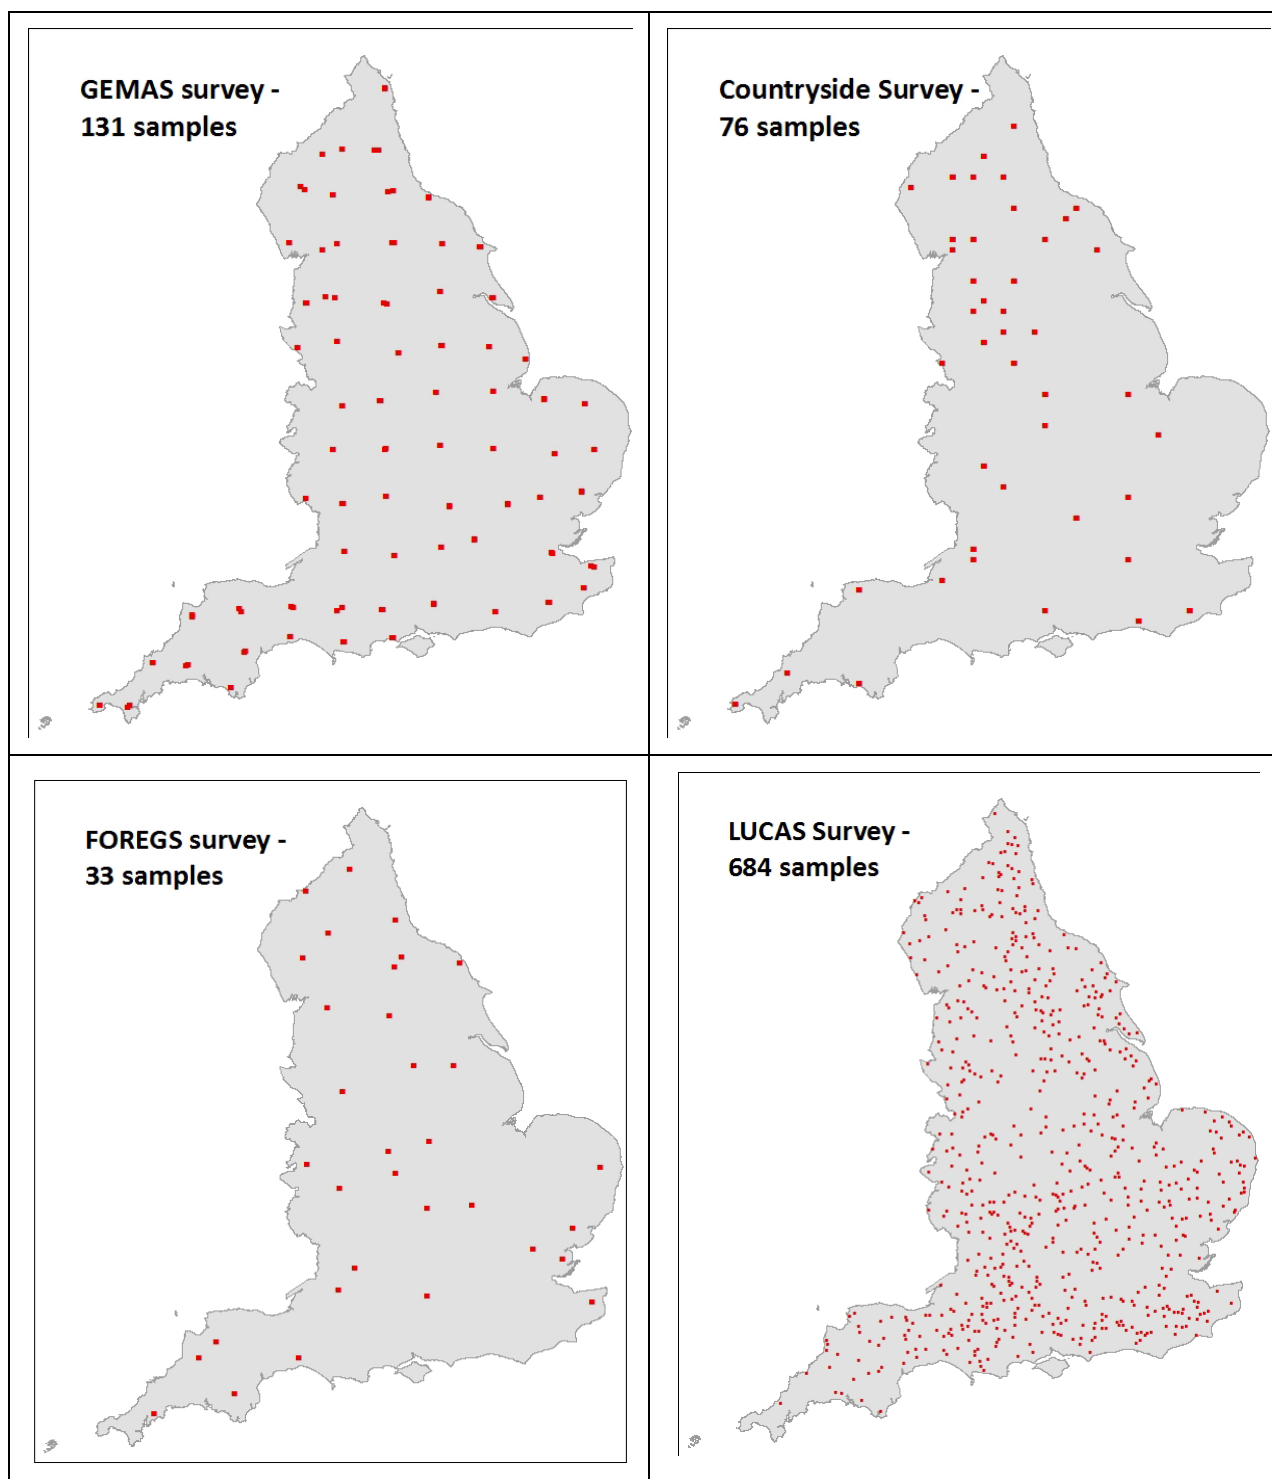 GEMAS survey -
131 samples
Countryside Survey -
76 samples
FOREGS survey -
33 samples
LUCAS Survey -
684 samples